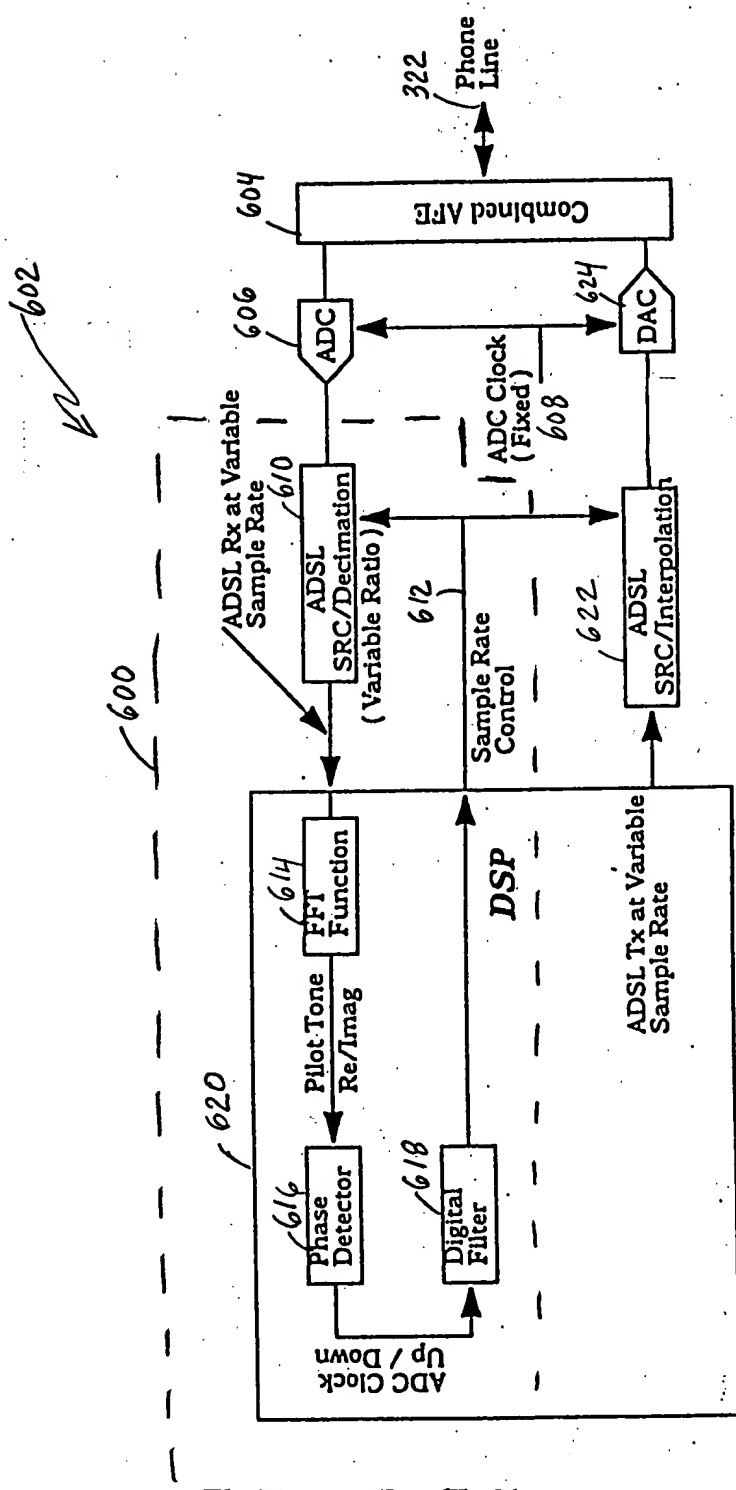 602
600
620
322
Phone
Line
604
Combined AFE
606
ADC
ADC Clock
(Fixed)
608
624
DAC
ADSL Rx at Variable
Sample Rate
610
ADSL
SRC/Decimation
(Variable Ratio)
612
Sample Rate
Control
622
ADSL
SRC/Interpolation
614
FFT
Function
Pilot Tone
Re/Imag
616
Phase
Detector
ADC Clock
Up / Down
618
Digital
Filter
DSP
ADSL Tx at Variable
Sample Rate